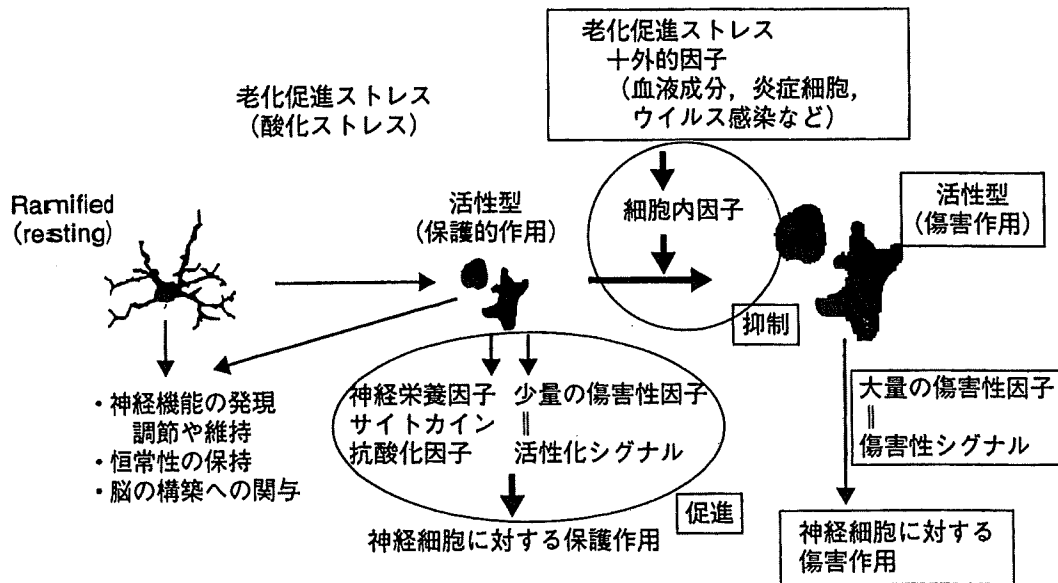 老化促進ストレス
十外的因子
(血液成分，炎症細胞，
ウイルス感染など)
老化促進ストレス
(酸化ストレス)
Ramified
(resting)
活性型
(保護的作用)
細胞内因子
活性型
(傷害作用)
抑制
・神経機能の発現
調節や維持
・恒常性の保持
・脳の構築への関与
神経栄養因子
サイトカイン
抗酸化因子
少量の傷害性因子
||
活性化シグナル
促進
神経細胞に対する保護作用
大量の傷害性因子
||
傷害性シグナル
神経細胞に対する
傷害作用